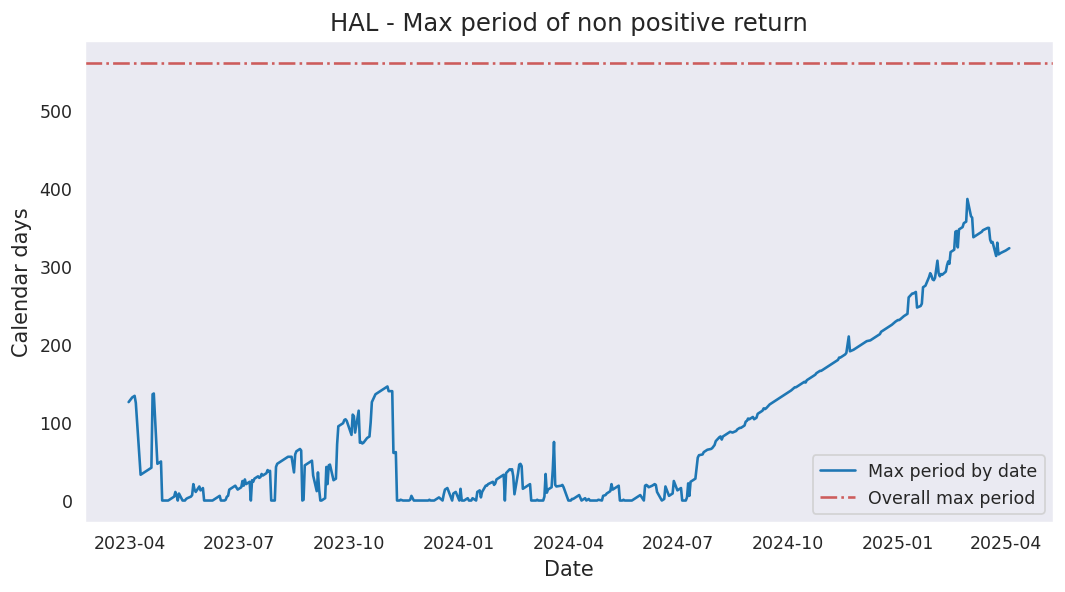 HAL - Max period of non positive return
Calendar days
500
400
300
200
100
0
Max period by date
Overall max period
2023-04 2023-07 2023-10 2024-01 2024-04 2024-07 2024-10 2025-01 2025-04
Date